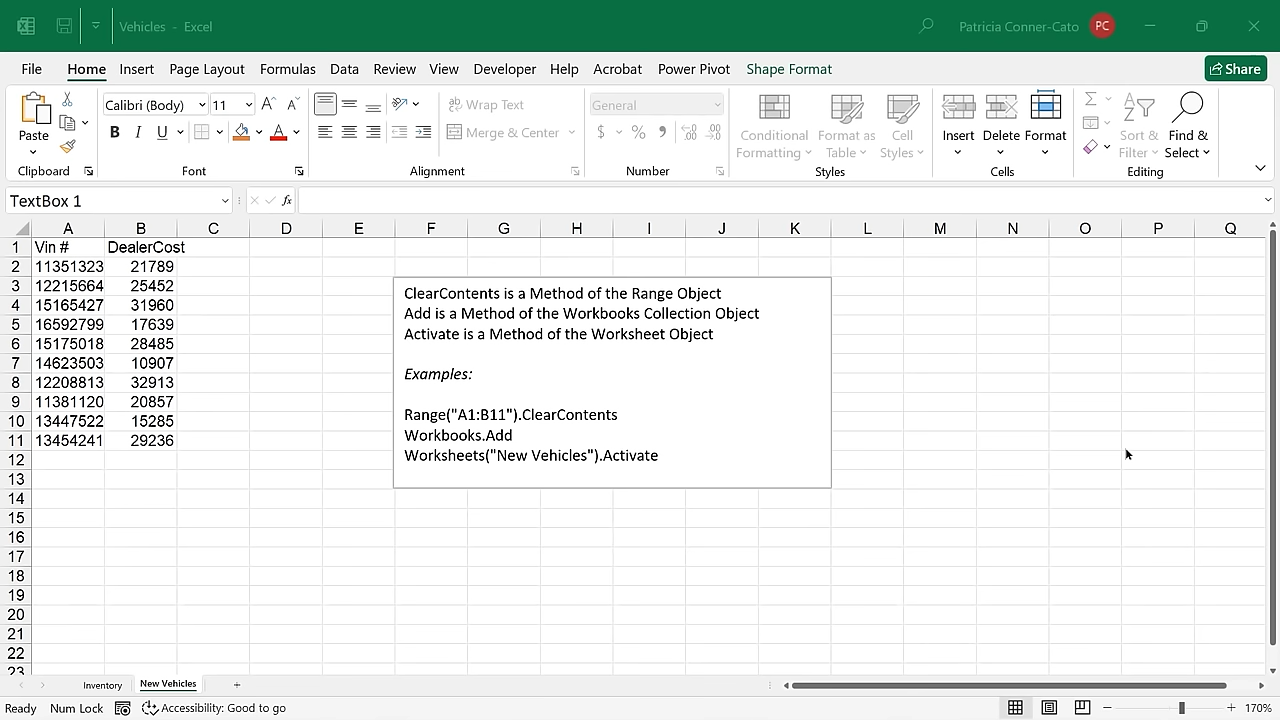 Vehicles - Excel
Patricia Conner-Cato PC
File Home Insert Page Layout Formulas Data Review View Developer Help Acrobat Power Pivot Shape Format Share
Calibri (Body) 11
Wrap Text
General
Paste
B I U
Merge & Center
$ % 9
Conditional Formatting
Format as Table
Cell Styles
Insert Delete Format
Sort & Filter
Find & Select
Clipboard Font Alignment Number Styles Cells Editing
TextBox 1
fx
A B C D E F G H I J K L M N O P Q
1 Vin # DealerCost
2 11351323 21789
3 12215664 25452
4 15165427 31960
5 16592799 17639
6 15175018 28485
7 14623503 10907
8 12208813 32913
9 11381120 20857
10 13447522 15285
11 13454241 29236
12
13
14
15
16
17
18
19
20
21
22
23
ClearContents is a Method of the Range Object
Add is a Method of the Workbooks Collection Object
Activate is a Method of the Worksheet Object
Examples:
Range("A1:B11").ClearContents
Workbooks.Add
Worksheets("New Vehicles").Activate
Inventory New Vehicles +
Ready Num Lock Accessibility: Good to go
170%